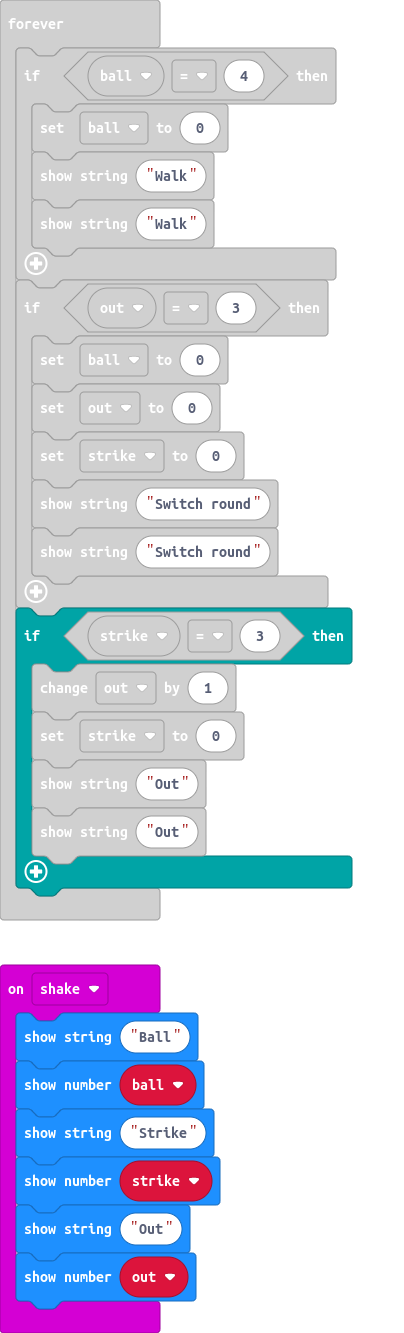 forever
if ball = 4 then
set ball to 0
show string "Walk"
show string "Walk"
if out = 3 then
set ball to 0
set out to 0
set strike to 0
show string "Switch round"
show string "Switch round"
if strike = 3 then
change out by 1
set strike to 0
show string "Out"
show string "Out"
on shake
show string "Ball"
show number ball
show string "Strike"
show number strike
show string "Out"
show number out